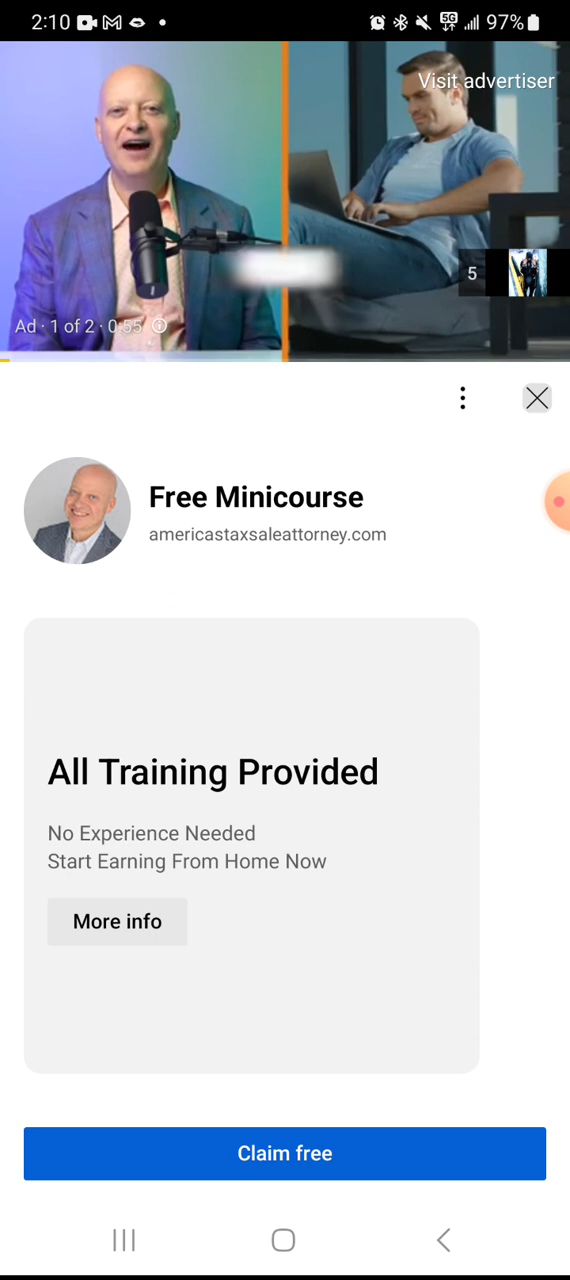 2:10
5G
97%
Visit advertiser
5
Ad · 1 of 2 · 0:55
Free Minicourse
americastaxsaleattorney.com
All Training Provided
No Experience Needed
Start Earning From Home Now
More info
Claim free